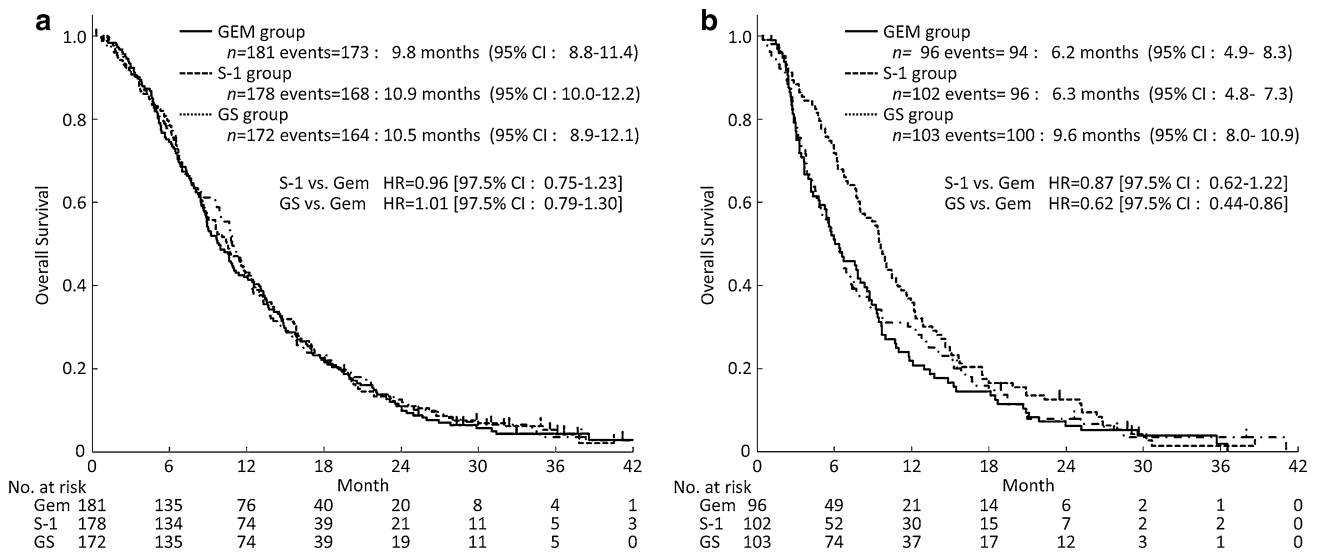 a
GEM group
n=181 events=173 : 9.8 months (95% CI : 8.8-11.4)
S-1 group
n=178 events=168 : 10.9 months (95% CI : 10.0-12.2)
GS group
n=172 events=164 : 10.5 months (95% CI : 8.9-12.1)
S-1 vs. Gem HR=0.96 [97.5% CI : 0.75-1.23]
GS vs. Gem HR=1.01 [97.5% CI : 0.79-1.30]
Overall Survival
1.0
0.8
0.6
0.4
0.2
0
0 6 12 18 24 30 36 42
Month
No. at risk
Gem 181 135 76 40 20 8 4 1
S-1 178 134 74 39 21 11 5 3
GS 172 135 74 39 19 11 5 0
b
GEM group
n= 96 events= 94 : 6.2 months (95% CI : 4.9- 8.3)
S-1 group
n=102 events= 96 : 6.3 months (95% CI : 4.8- 7.3)
GS group
n=103 events=100 : 9.6 months (95% CI : 8.0- 10.9)
S-1 vs. Gem HR=0.87 [97.5% CI : 0.62-1.22]
GS vs. Gem HR=0.62 [97.5% CI : 0.44-0.86]
Overall Survival
1.0
0.8
0.6
0.4
0.2
0
0 6 12 18 24 30 36 42
Month
No. at risk
Gem 96 49 21 14 6 2 2 0
S-1 102 52 30 15 7 2 1 0
GS 103 74 37 17 12 3 1 0